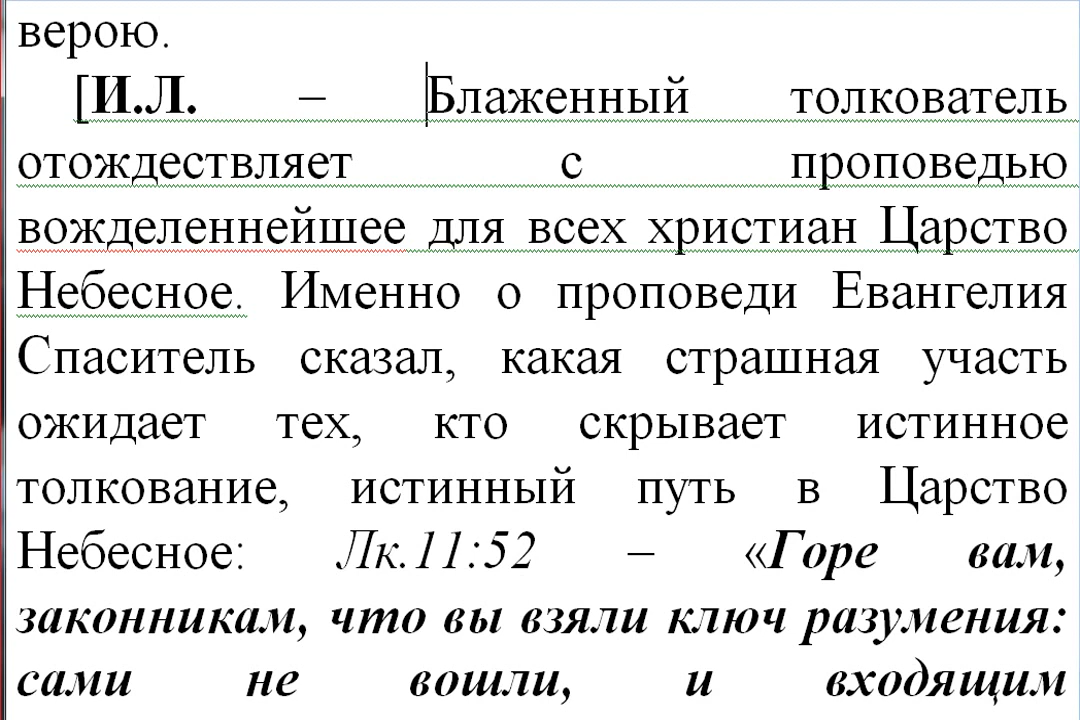 верою.
[И.Л. – Блаженный толкователь
отождествляет с проповедью
вожделеннейшее для всех христиан Царство
Небесное. Именно о проповеди Евангелия
Спаситель сказал, какая страшная участь
ожидает тех, кто скрывает истинное
толкование, истинный путь в Царство
Небесное: Лк.11:52 – «Горе вам,
законникам, что вы взяли ключ разумения:
сами не вошли, и входящим